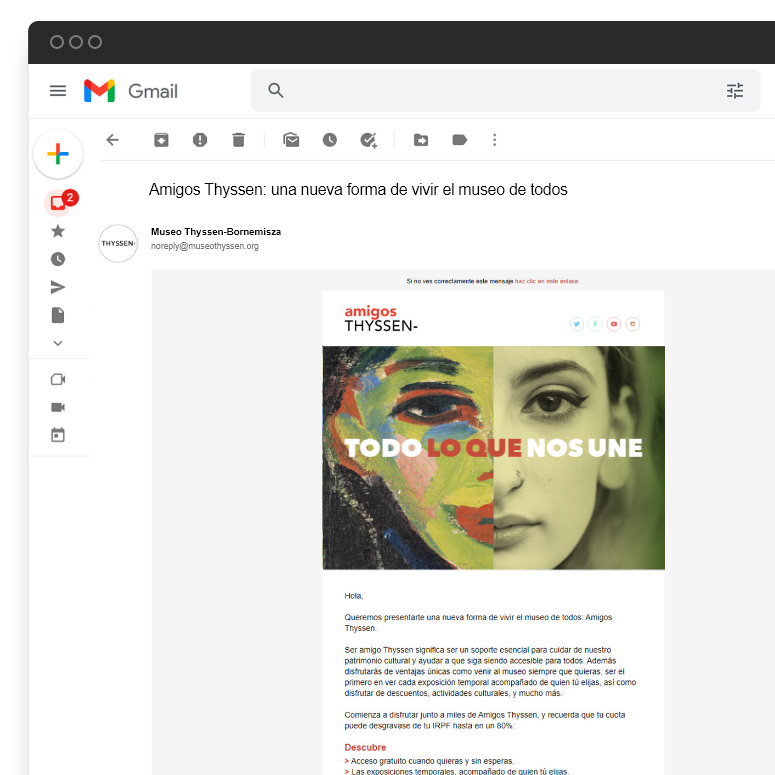 Gmail
2
Amigos Thyssen: una nueva forma de vivir el museo de todos
THYSSEN-
Museo Thyssen-Bornemisza
noreply@museothyssen.org
Si no ves correctamente este mensaje haz clic en este enlace.
amigos
THYSSEN-
TODO LO QUE NOS UNE
Hola,
Queremos presentarte una nueva forma de vivir el museo de todos: Amigos
Thyssen.
Ser amigo Thyssen significa ser un soporte esencial para cuidar de nuestro
patrimonio cultural y ayudar a que siga siendo accesible para todos. Además
disfrutarás de ventajas únicas como venir al museo siempre que quieras, ser el
primero en ver cada exposición temporal acompañado de quien tú elijas, así como
disfrutar de descuentos, actividades culturales, y mucho más.
Comienza a disfrutar junto a miles de Amigos Thyssen, y recuerda que tu cuota
puede desgravase de tu IRPF hasta en un 80%:
Descubre
> Acceso gratuito cuando quieras y sin esperas.
> Las exposiciones temporales, acompañado de quien tú elijas.